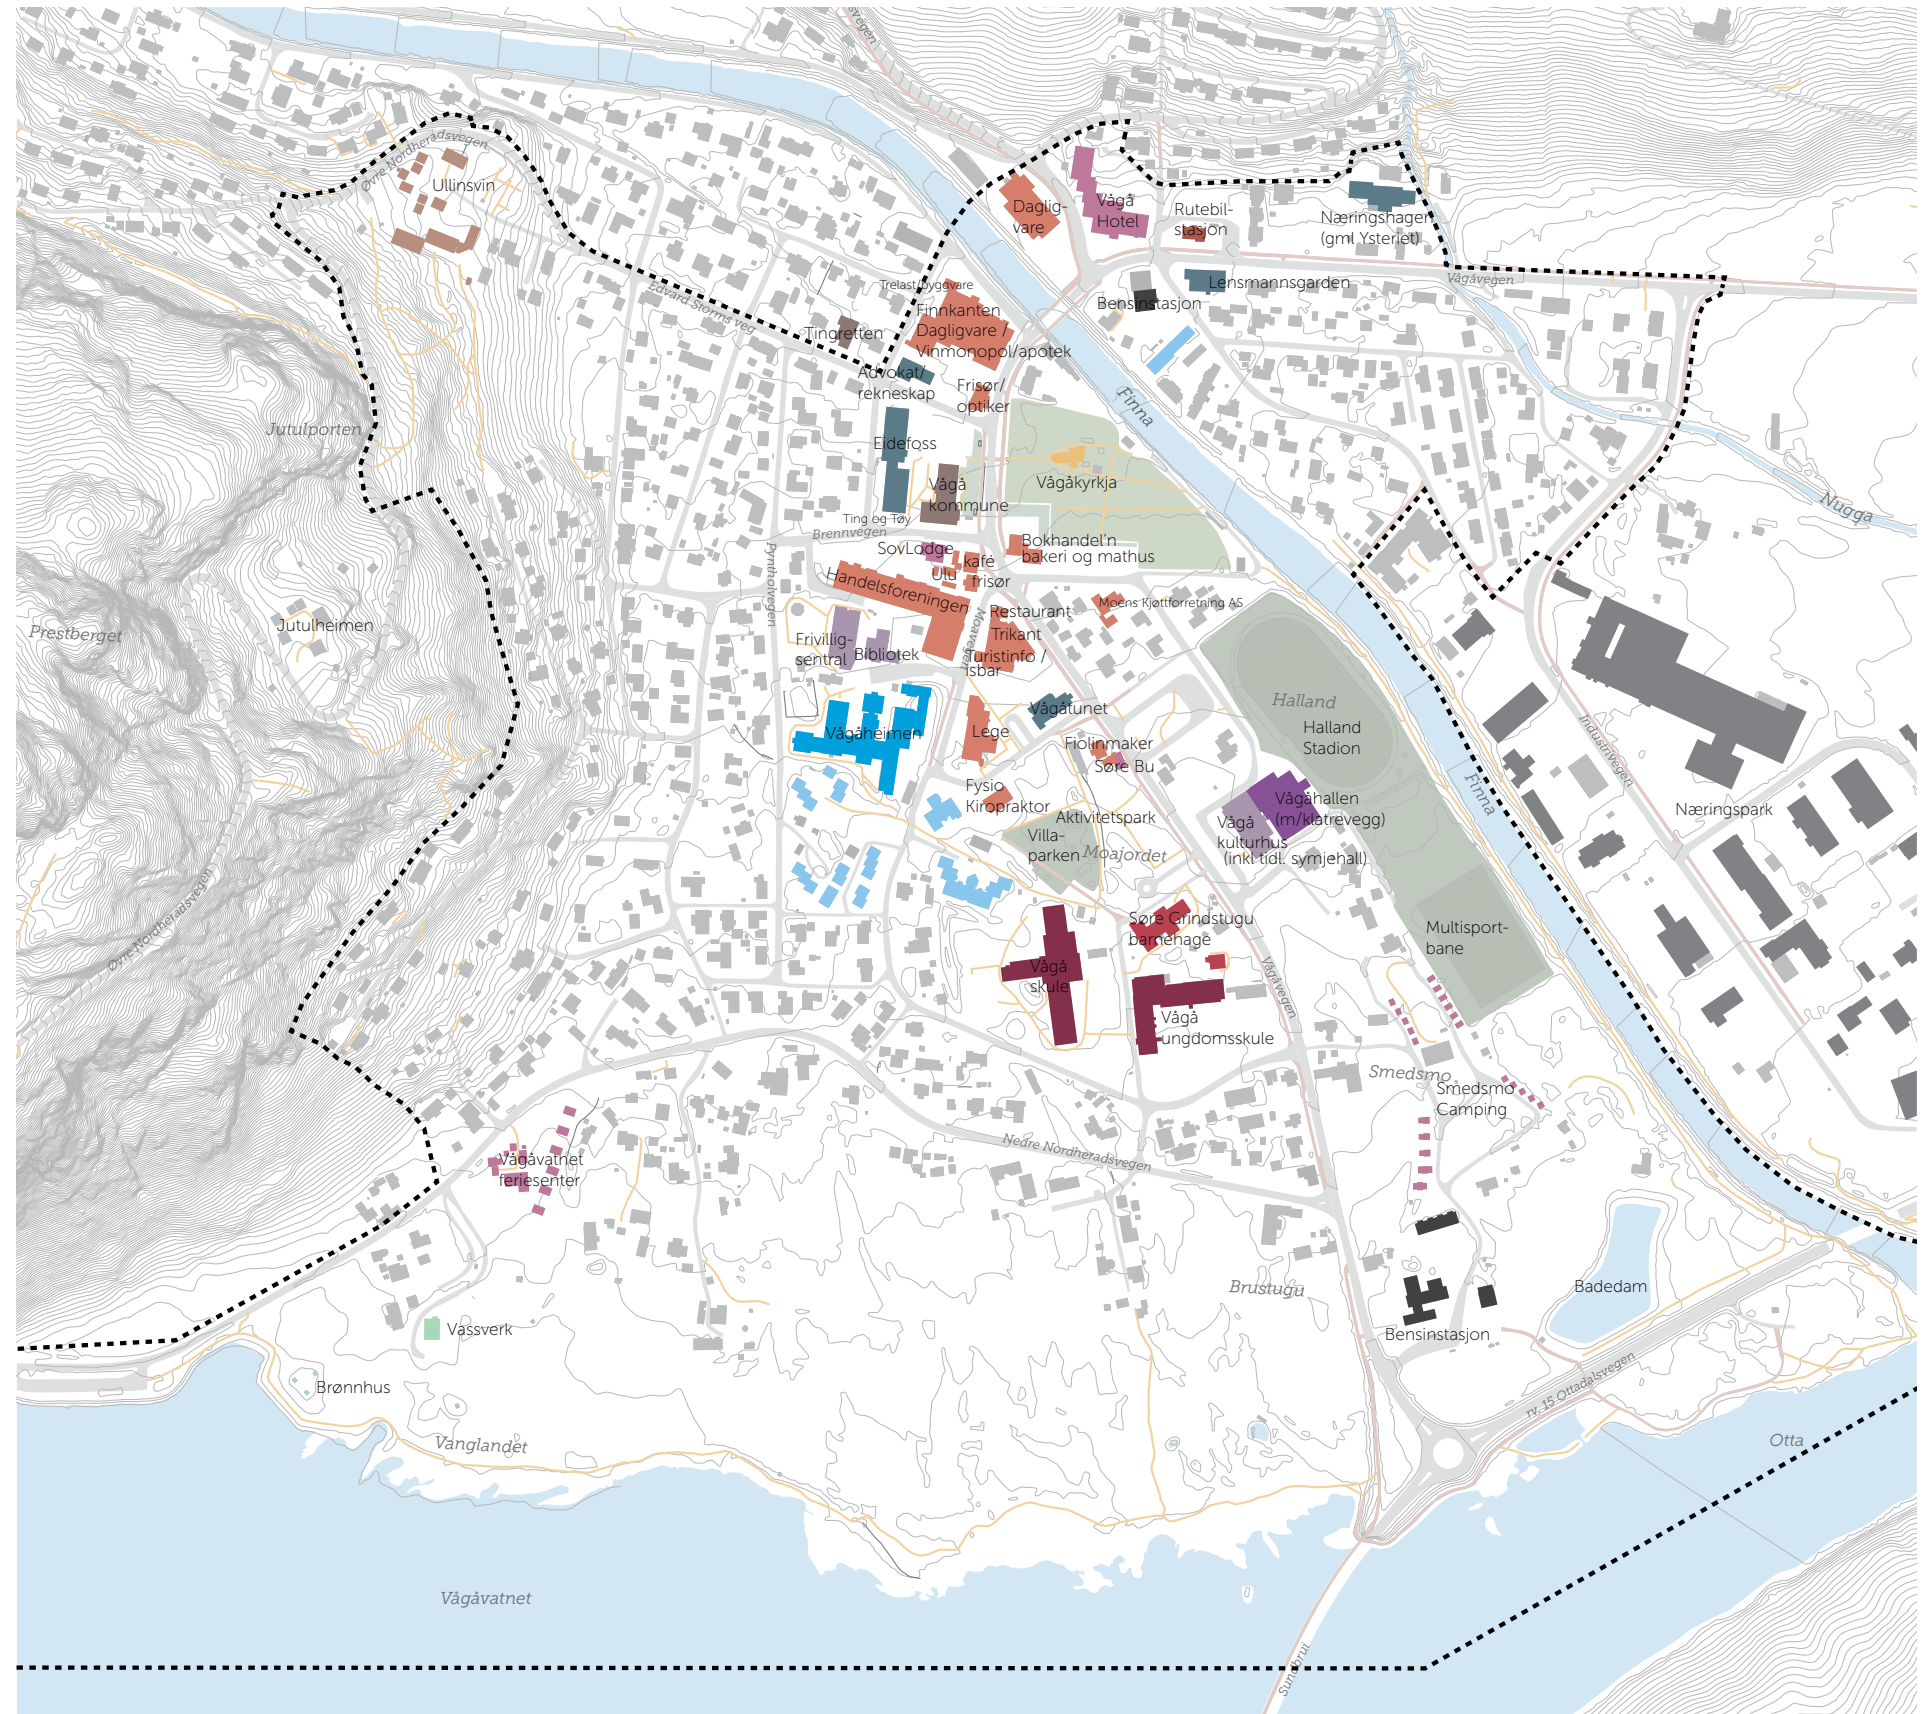 svegen
Øvre Nordheradsvegen
Ullinsvin
Daglig-
vare
Vågå
Hotel
Rutebil-
stasjon
Næringshagen
(gml Ysteriet)
Vågåvegen
Lensmannsgarden
Bensinstasjon
Edvard Storms veg
Trelast/byggvare
Finnkanten
Dagligvare /
Vinmonopol/apotek
Tingretten
Advokat/
rekneskap
Frisør/
optiker
Finna
Jutulporten
Eidefoss
Vågå
kommune
Vågåkyrkja
Ting og Tøy
Brennvegen
Nugga
SovLodge
Ulu
kafé
frisør
Bokhandel'n
bakeri og mathus
Pyntholvegen
Handelsforeningen
Restaurant
Moens Kjøttforretning AS
Trikant
Turistinfo /
isbar
Moavegen
Prestberget
Jutulheimen
Frivillig-
sentral
Bibliotek
Halland
Halland
Stadion
Vågåtunet
Vågåheimen
Lege
Fiolinmaker
Søre Bu
Industrivegen
Finna
Fysio
Kiropraktor
Aktivitetspark
Villa-
parken
Moajordet
Vågåhallen
(m/klatrevegg)
Vågå
kulturhus
(inkl. tidl. symjehall)
Næringspark
Øvre Nordheradsvegen
Søre Grindstugu
barnehage
Multisport-
bane
Vågå
skule
Vågåvegen
Vågå
ungdomsskule
Smedsmo
Smedsmo
Camping
Nedre Nordheradsvegen
Vågåvatnet
feriesenter
Brustugu
Badedam
Vassverk
Bensinstasjon
Brønnhus
rv. 15 Ottadalsvegen
Vanglandet
Otta
Vågåvatnet
Sundbrui